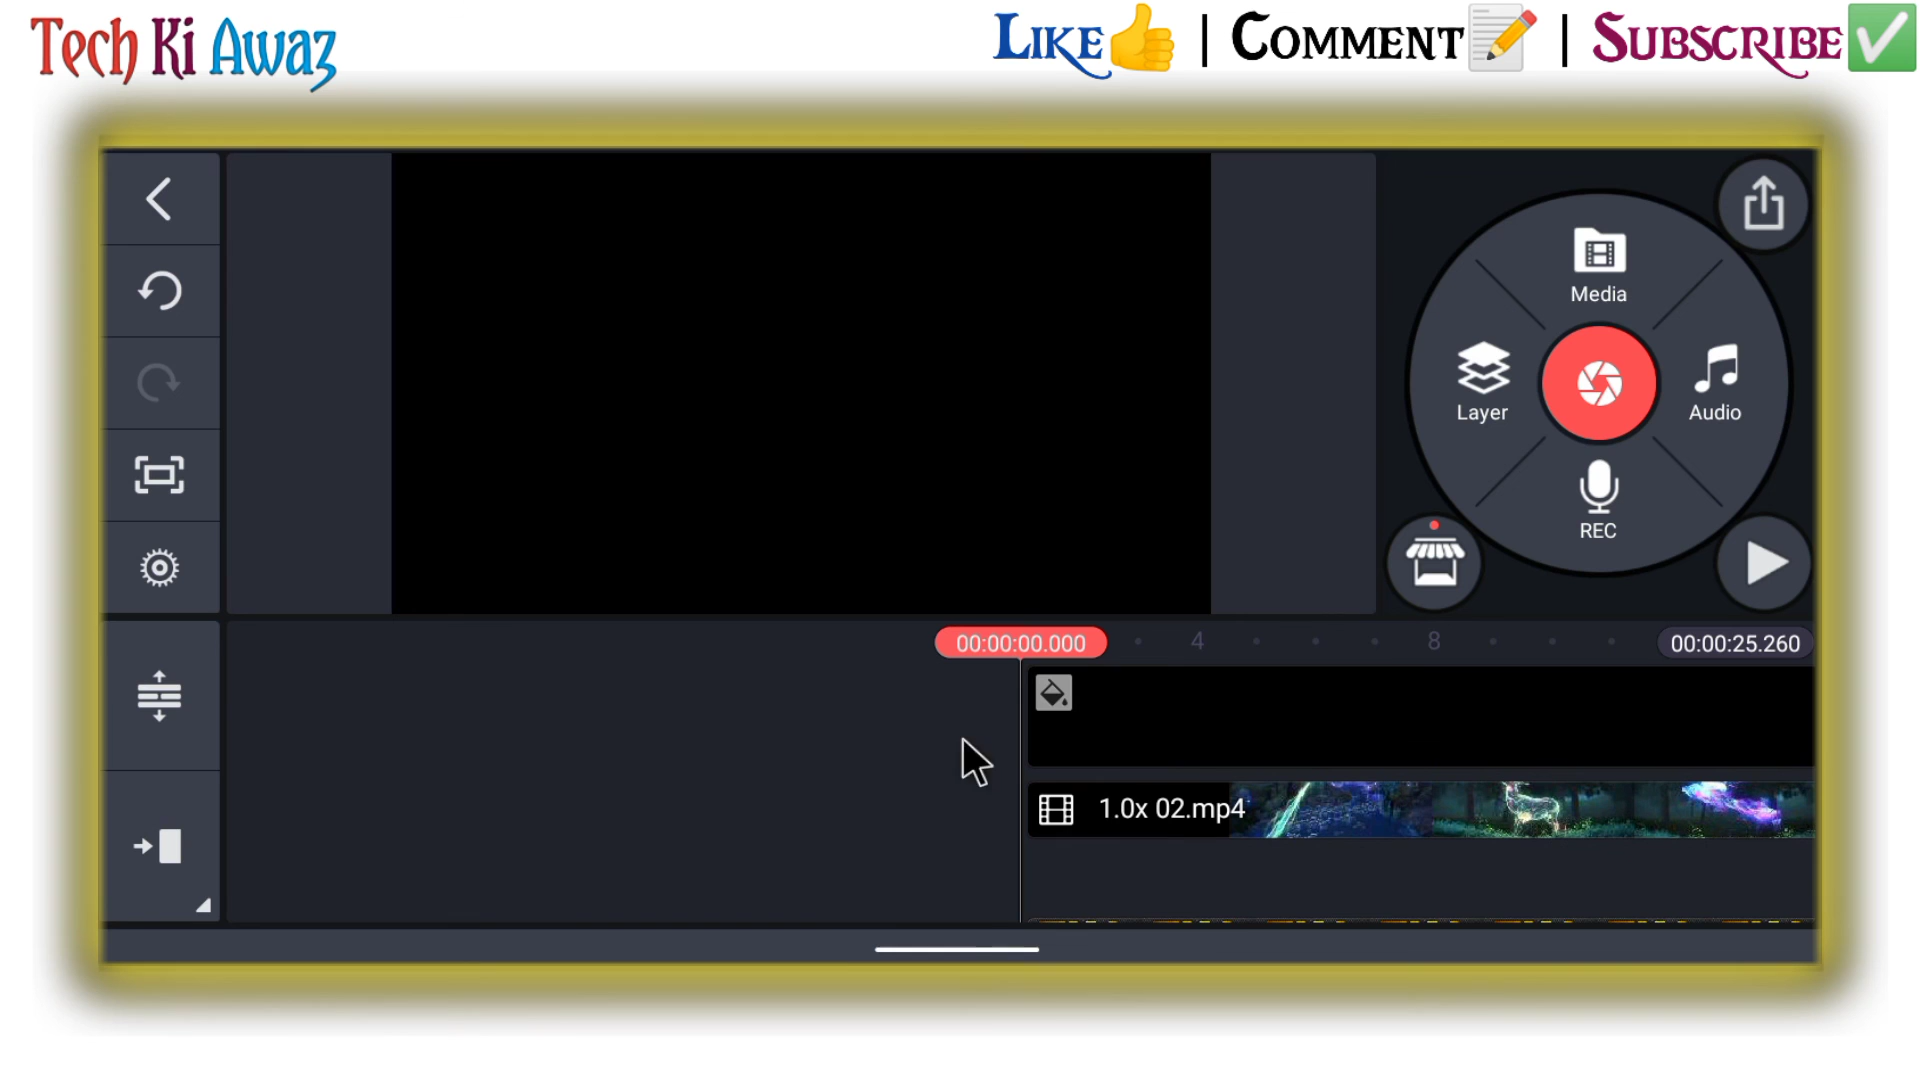 Tech Ki Awaz
Like | Comment | Subscribe
Media
Layer
Audio
REC
00:00:00.000
4
8
00:00:25.260
1.0x 02.mp4